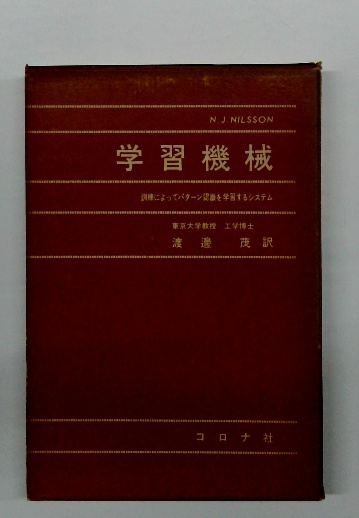 N. J. NILSSON
学習機械
訓練によってパターン認識を学習するシステム
東京大学教授 工学博士
渡邊 茂 訳
コロナ社